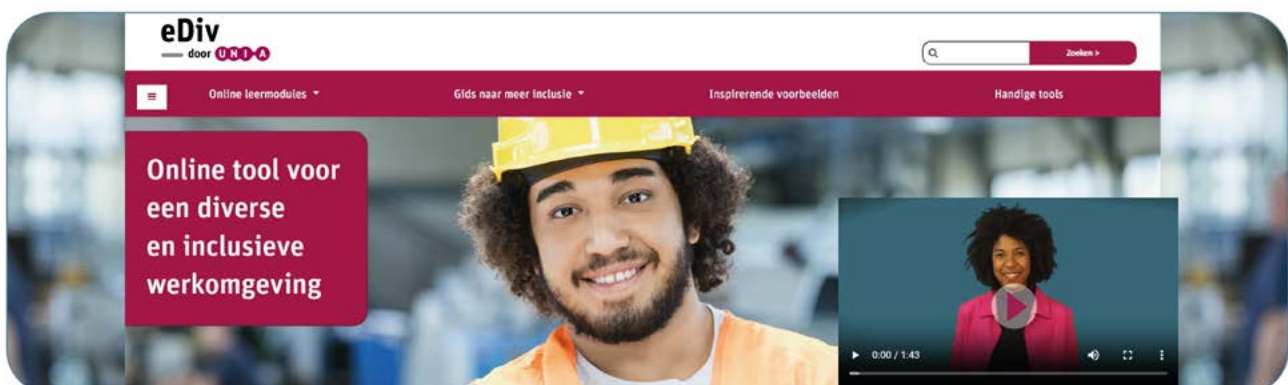 eDiv
door UNIA
Zoeken >
Online leermodules
Gids naar meer inclusie
Inspirerende voorbeelden
Handige tools
Online tool voor
een diverse
en inclusieve
werkomgeving
0:00 / 1:43